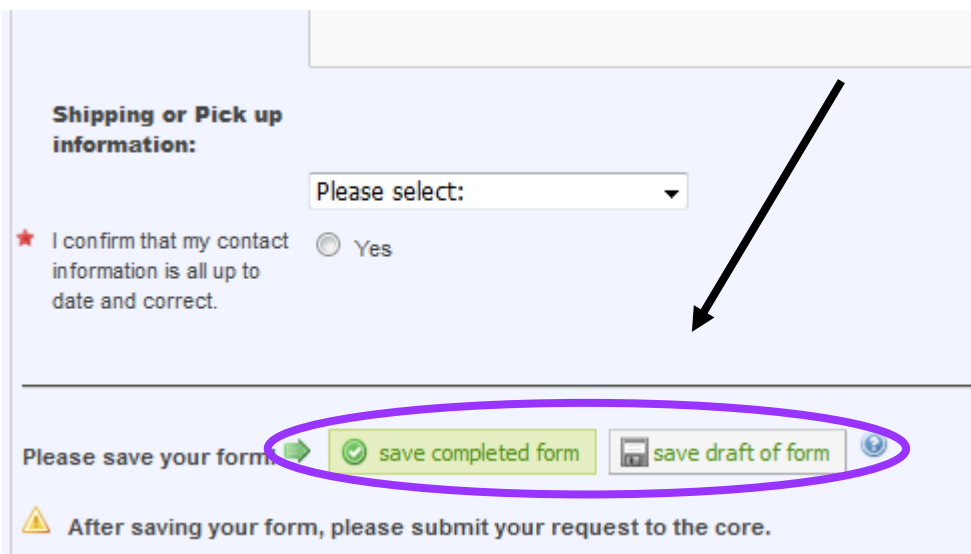 Shipping or Pick up
information:
Please select:
I confirm that my contact
information is all up to
date and correct.
Yes
Please save your form!
save completed form
save draft of form
?
After saving your form, please submit your request to the core.